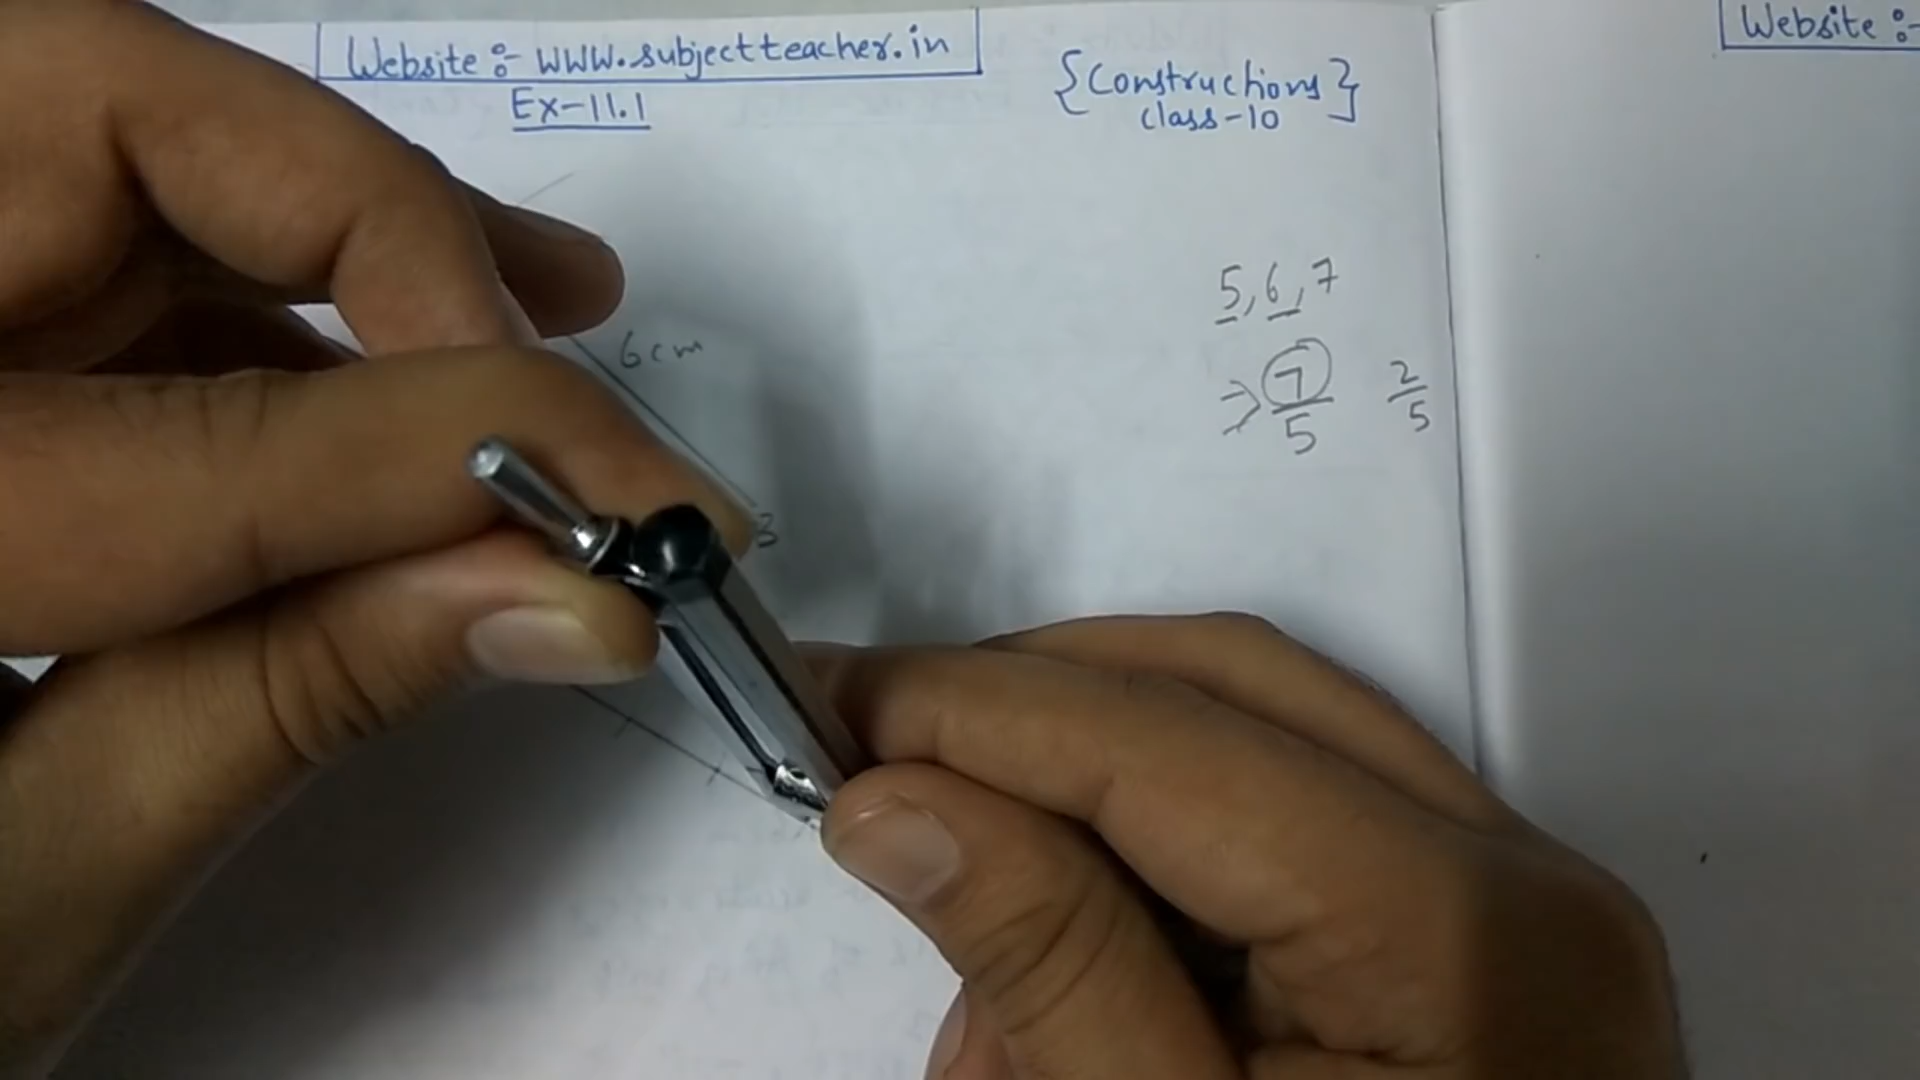 Website :- www.subjectteacher.in
Website :-
{Constructions}
Class-10
Ex-11.1
5, 6, 7
6cm
⇒ 7/5 2/5
B